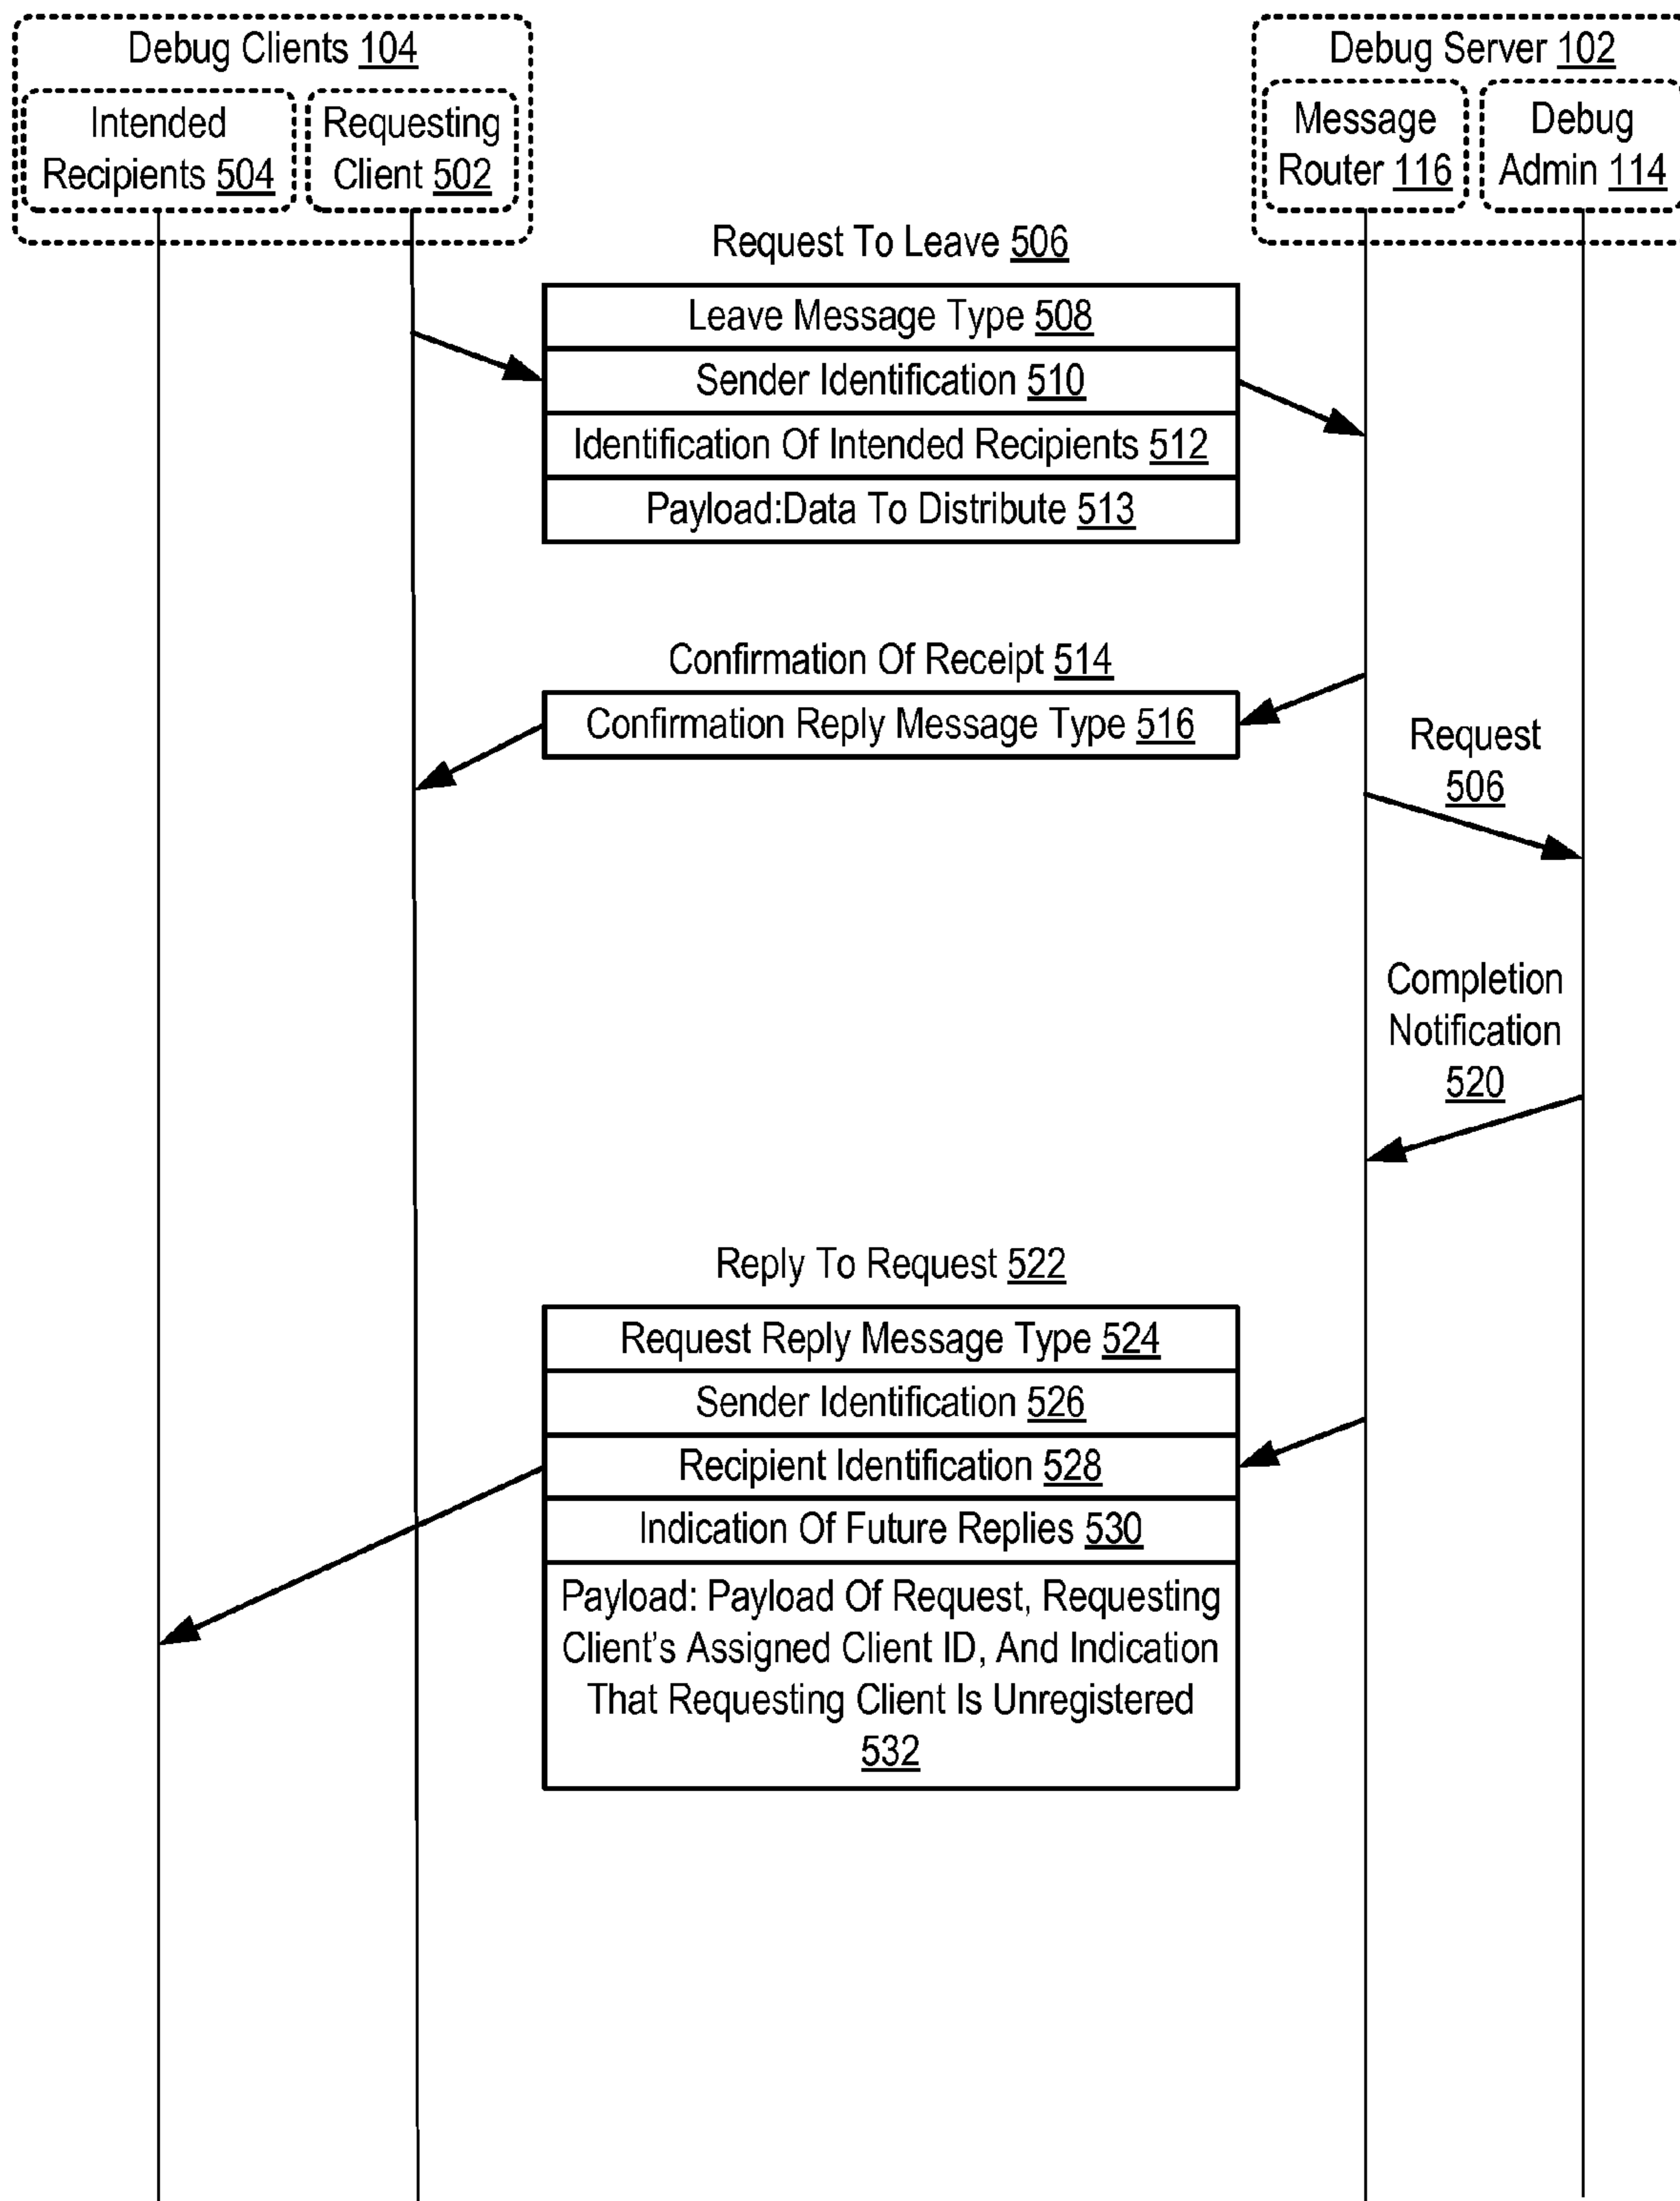 Debug Clients 104
Intended
Recipients 504
Requesting
Client 502
Debug Server 102
Message
Router 116
Debug
Admin 114
Request To Leave 506
Leave Message Type 508
Sender Identification 510
Identification Of Intended Recipients 512
Payload:Data To Distribute 513
Confirmation Of Receipt 514
Confirmation Reply Message Type 516
Request
506
Completion
Notification
520
Reply To Request 522
Request Reply Message Type 524
Sender Identification 526
Recipient Identification 528
Indication Of Future Replies 530
Payload: Payload Of Request, Requesting
Client's Assigned Client ID, And Indication
That Requesting Client Is Unregistered
532